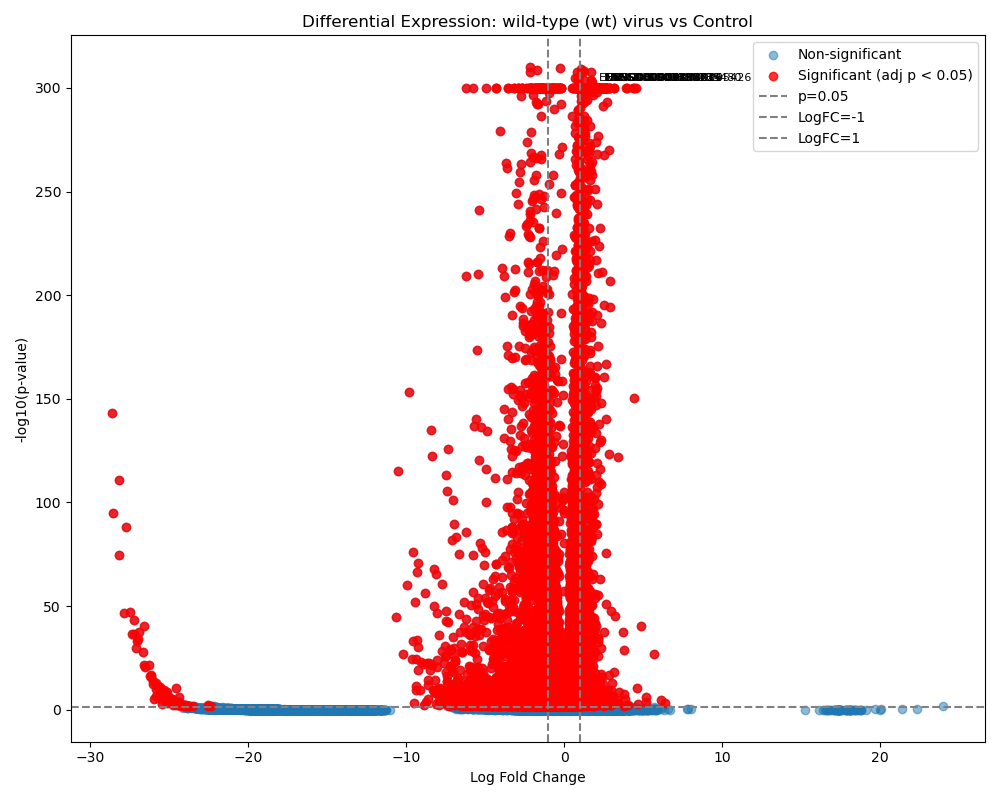 Differential Expression: wild-type (wt) virus vs Control
Non-significant
Significant (adj p < 0.05)
p=0.05
LogFC=-1
LogFC=1
-log10(p-value)
300
250
200
150
100
50
0
−30
−20
−10
0
10
20
Log Fold Change